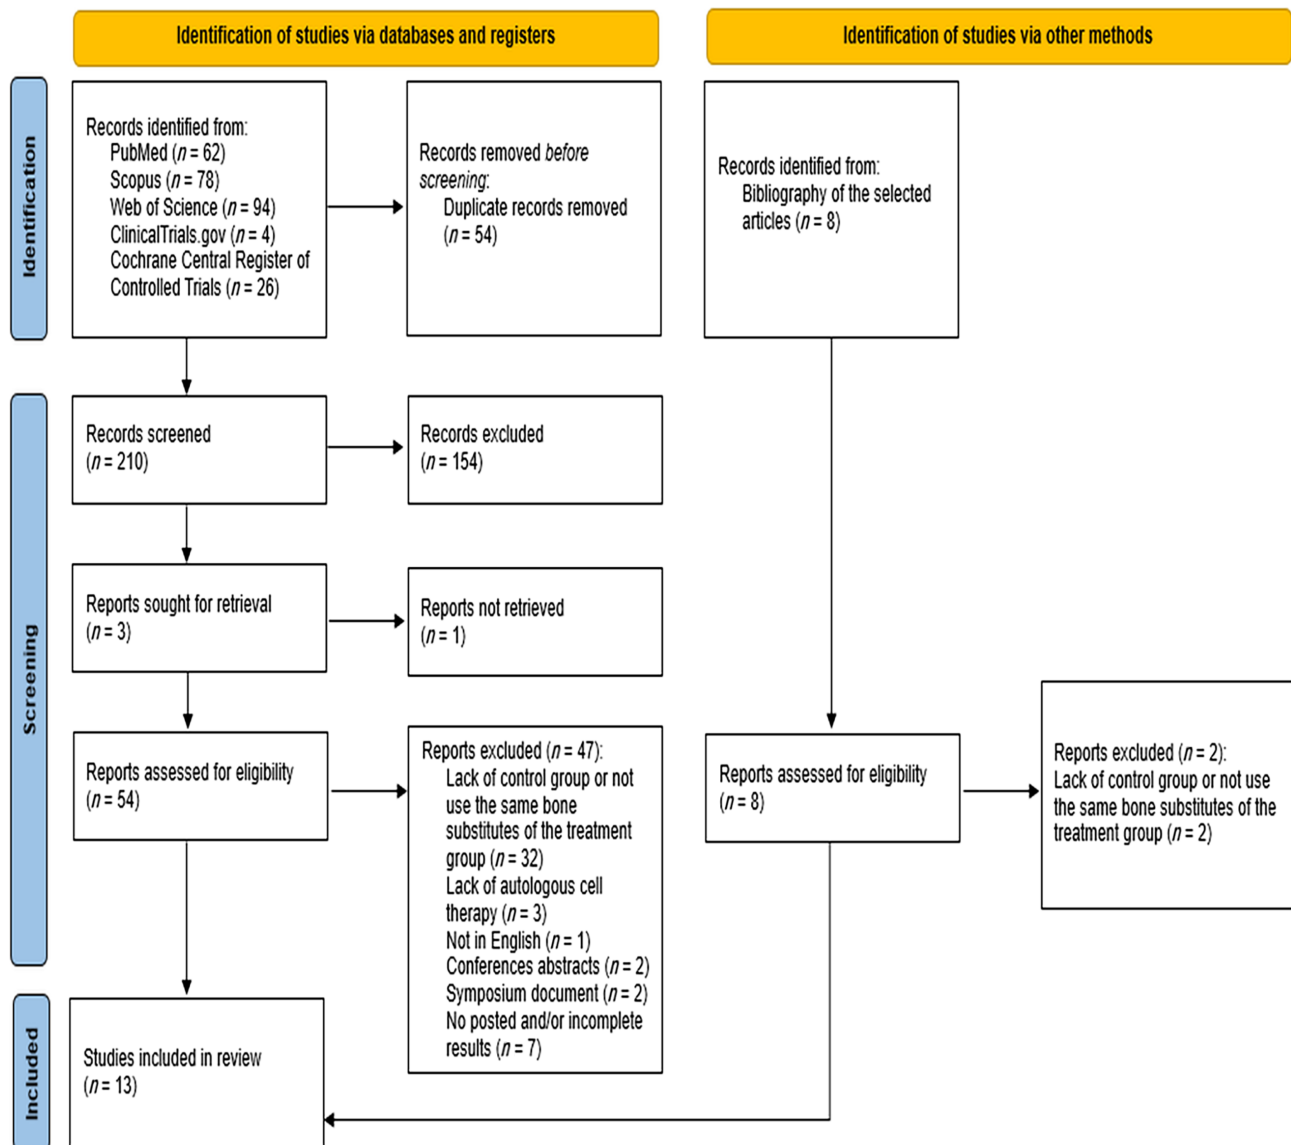 Identification of studies via databases and registers
Identification of studies via other methods
Identification
Records identified from:
PubMed (n = 62)
Scopus (n = 78)
Web of Science (n = 94)
ClinicalTrials.gov (n = 4)
Cochrane Central Register of
Controlled Trials (n = 26)
Records removed before
screening:
Duplicate records removed
(n = 54)
Records identified from:
Bibliography of the selected
articles (n = 8)
Screening
Records screened
(n = 210)
Records excluded
(n = 154)
Reports sought for retrieval
(n = 3)
Reports not retrieved
(n = 1)
Reports assessed for eligibility
(n = 54)
Reports excluded (n = 47):
Lack of control group or not
use the same bone
substitutes of the treatment
group (n = 32)
Lack of autologous cell
therapy (n = 3)
Not in English (n = 1)
Conferences abstracts (n = 2)
Symposium document (n = 2)
No posted and/or incomplete
results (n = 7)
Reports assessed for eligibility
(n = 8)
Reports excluded (n = 2):
Lack of control group or not use
the same bone substitutes of the
treatment group (n = 2)
Included
Studies included in review
(n = 13)